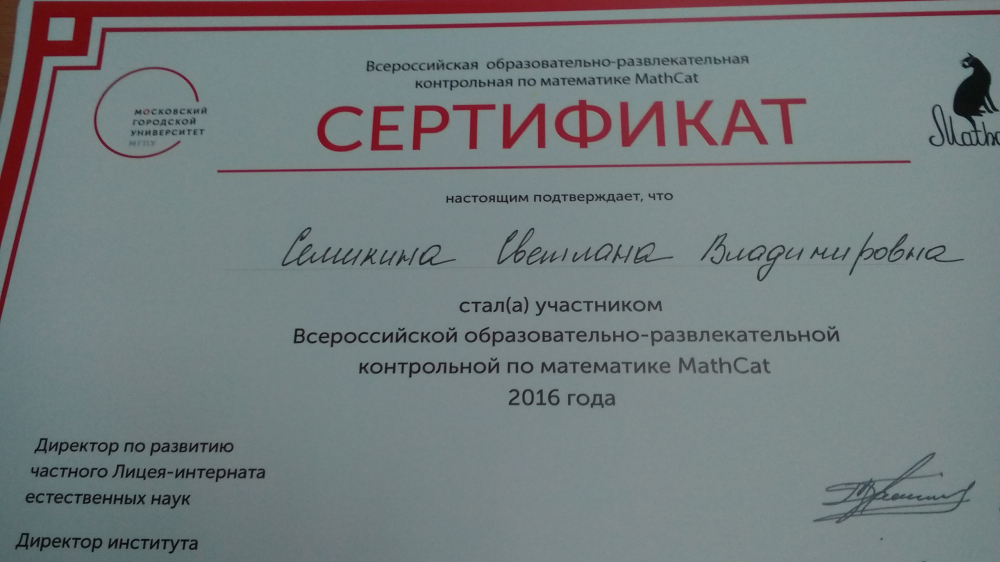 Всероссийская образовательно-развлекательная
контрольная по математике MathCat
МОСКОВСКИЙ
ГОРОДСКОЙ
УНИВЕРСИТЕТ
МГПУ
СЕРТИФИКАТ
настоящим подтверждает, что
Семикина Светлана Владимировна
стал(а) участником
Всероссийской образовательно-развлекательной
контрольной по математике MathCat
2016 года
Директор по развитию
частного Лицея-интерната
естественных наук
Директор института